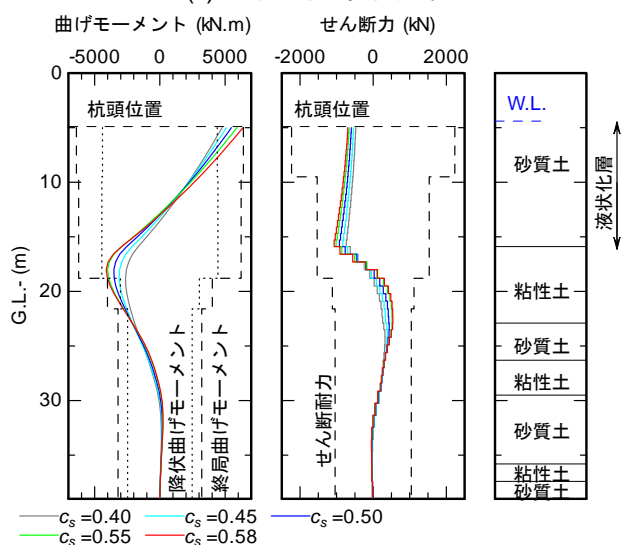 曲げモーメント (kN.m)
せん断力 (kN)
-5000 0 5000
-2000 0 2000
0
10
20
30
G.L.- (m)
杭頭位置
降伏曲げモーメント
終局曲げモーメント
杭頭位置
せん断耐力
W.L.
砂質土
粘性土
砂質土
粘性土
砂質土
粘性土
砂質土
液状化層
cs=0.40 cs=0.45 cs=0.50
cs=0.55 cs=0.58